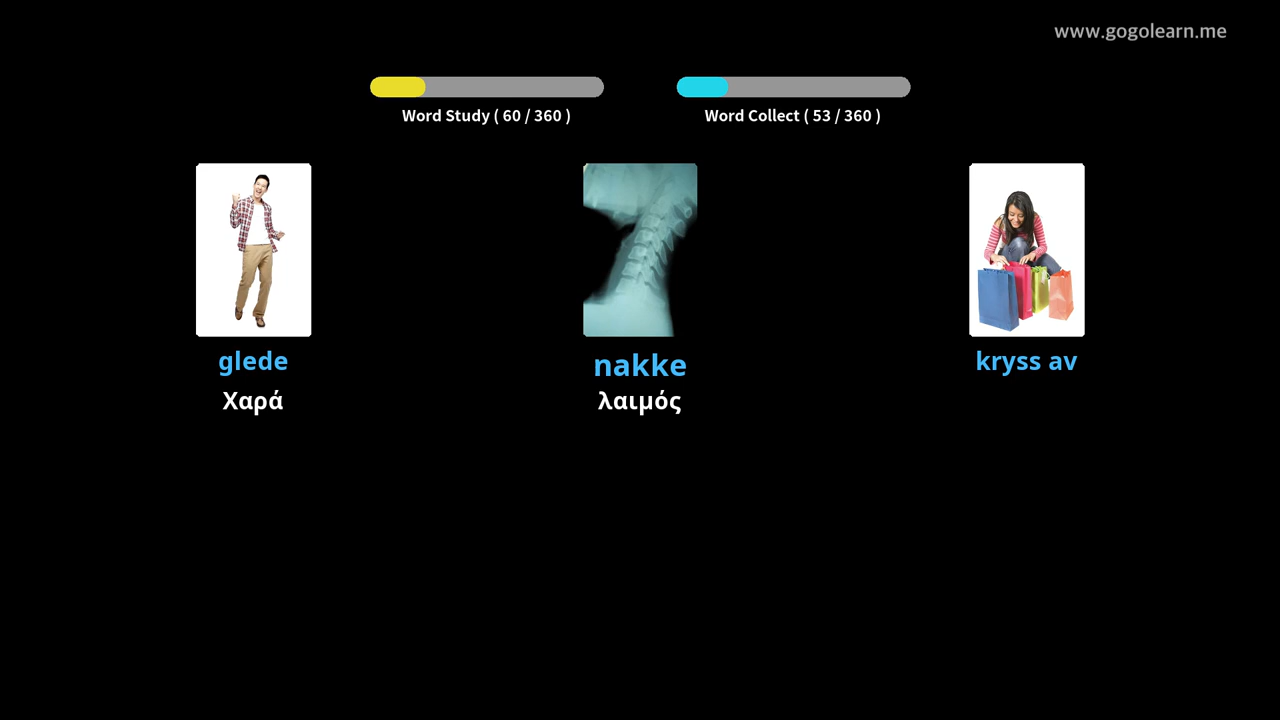 www.gogolearn.me
Word Study ( 60 / 360 )
Word Collect ( 53 / 360 )
glede
nakke
kryss av
Χαρά
λαιμός